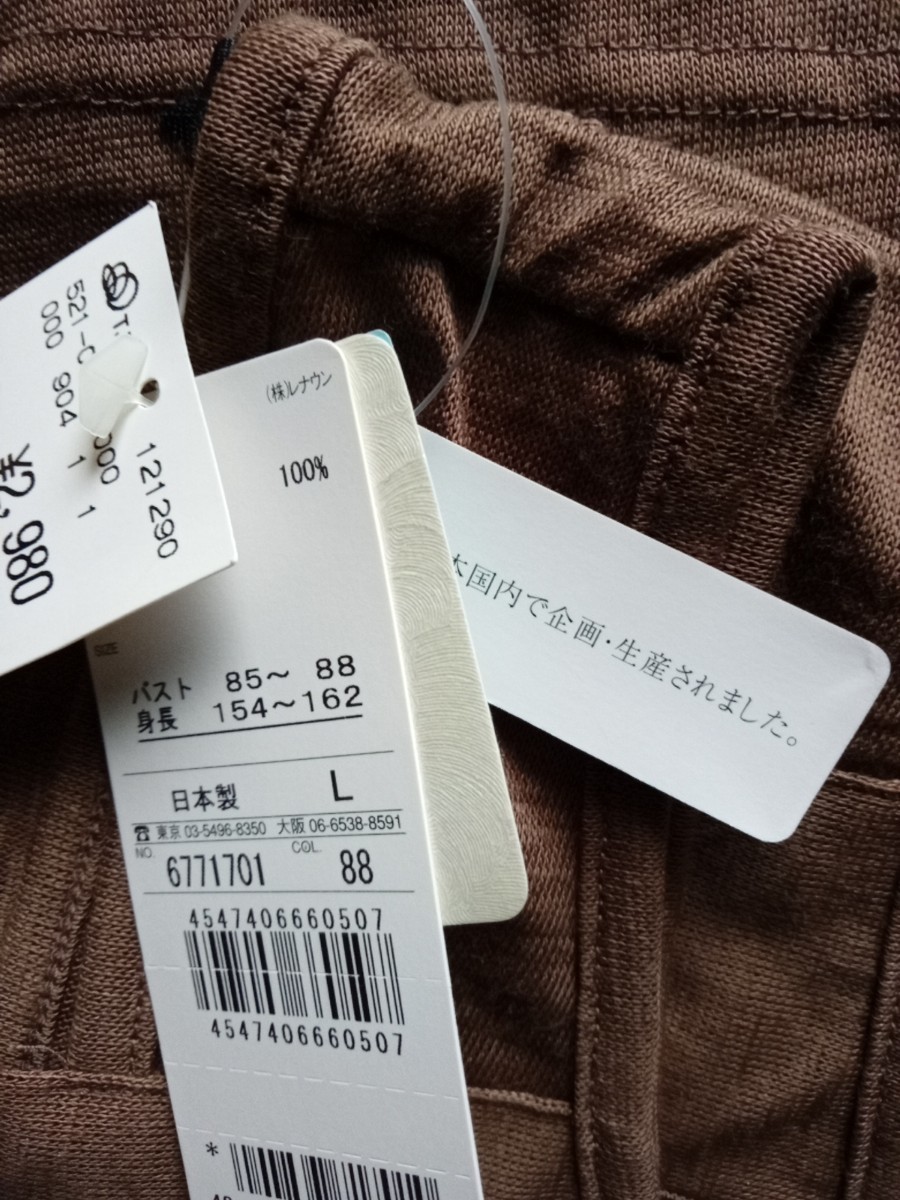 521-
000 904 1 1
121290
¥2,980
(株)レナウン
100%
SIZE
バスト 85〜 88
身長 154〜162
日本製 L
☎ 東京 03-5496-8350 大阪 06-6538-8591
NO. COL.
6771701 88
4547406660507
4547406660507
*
本国内で企画・生産されました。